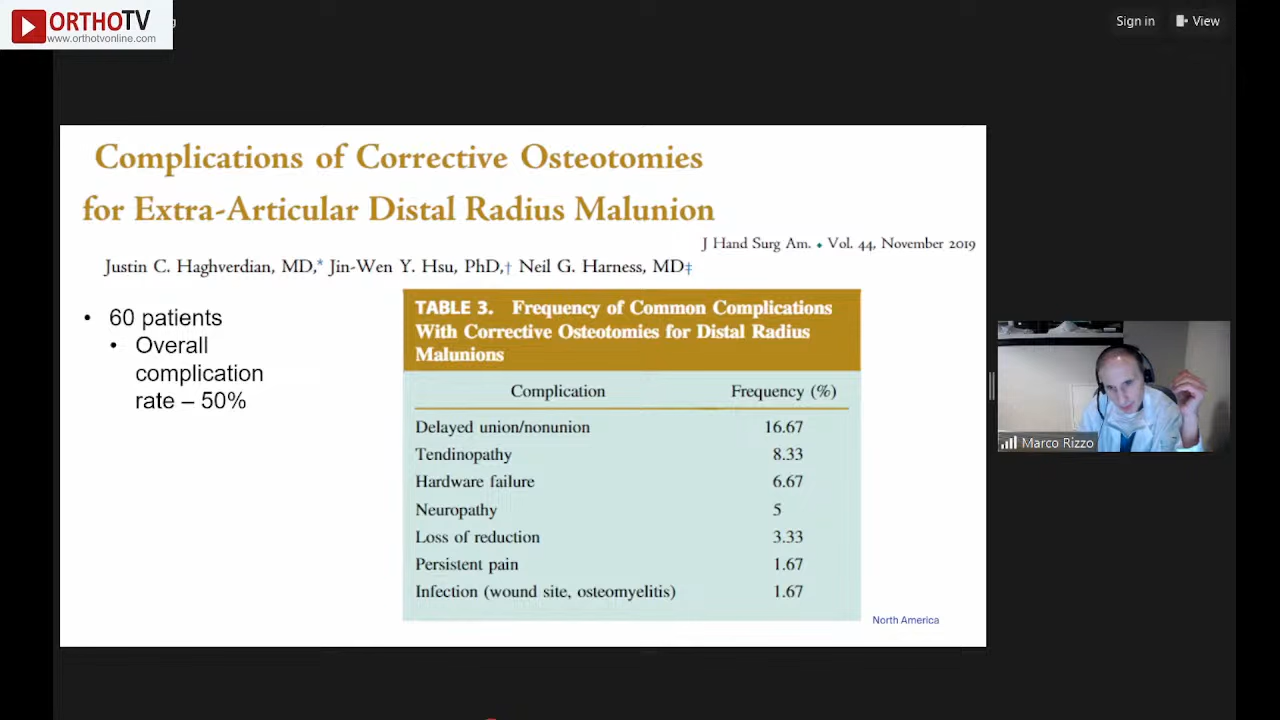 ORTHOTV
www.orthotvonline.com
Sign in
View
Complications of Corrective Osteotomies
for Extra-Articular Distal Radius Malunion
J Hand Surg Am. ⬥ Vol. 44, November 2019
Justin C. Haghverdian, MD,* Jin-Wen Y. Hsu, PhD,† Neil G. Harness, MD‡
• 60 patients
• Overall
complication
rate – 50%
TABLE 3. Frequency of Common Complications
With Corrective Osteotomies for Distal Radius
Malunions
Complication Frequency (%)
Delayed union/nonunion 16.67
Tendinopathy 8.33
Hardware failure 6.67
Neuropathy 5
Loss of reduction 3.33
Persistent pain 1.67
Infection (wound site, osteomyelitis) 1.67
North America
Marco Rizzo